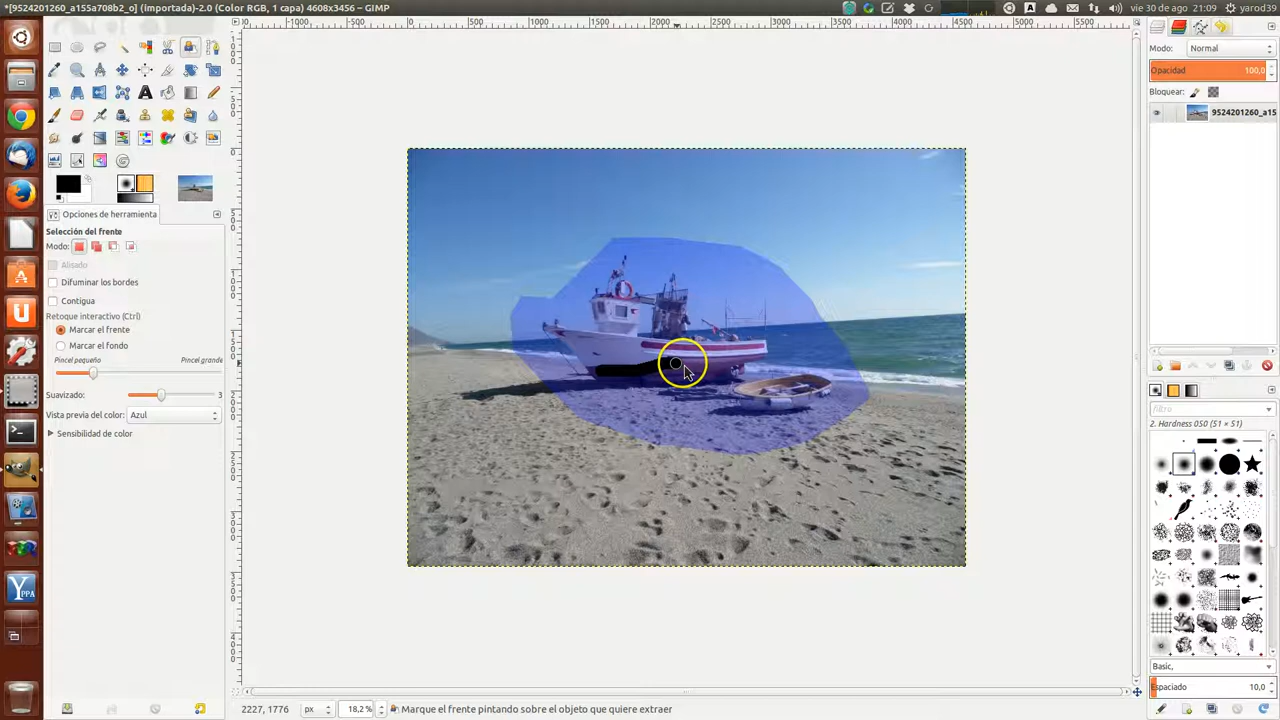 *[9524201260_a155a708b2_o] (importada)-2.0 (Color RGB, 1 capa) 4608x3456 – GIMP
vie 30 de ago 21:09 yarod39
Opciones de herramienta
Selección del frente
Modo:
Alisado
Difuminar los bordes
Contigua
Retoque interactivo (Ctrl)
Marcar el frente
Marcar el fondo
Pincel pequeño Pincel grande
Suavizado: 3
Vista previa del color: Azul
Sensibilidad de color
Modo: Normal
Opacidad 100,0
Bloquear:
9524201260_a15
filtro
2. Hardness 050 (51 × 51)
Basic,
Espaciado 10,0
2227, 1776 px 18,2 % Marque el frente pintando sobre el objeto que quiere extraer